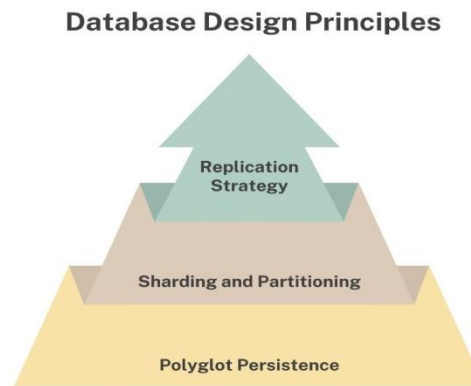 Database Design Principles
Replication
Strategy
Sharding and Partitioning
Polyglot Persistence